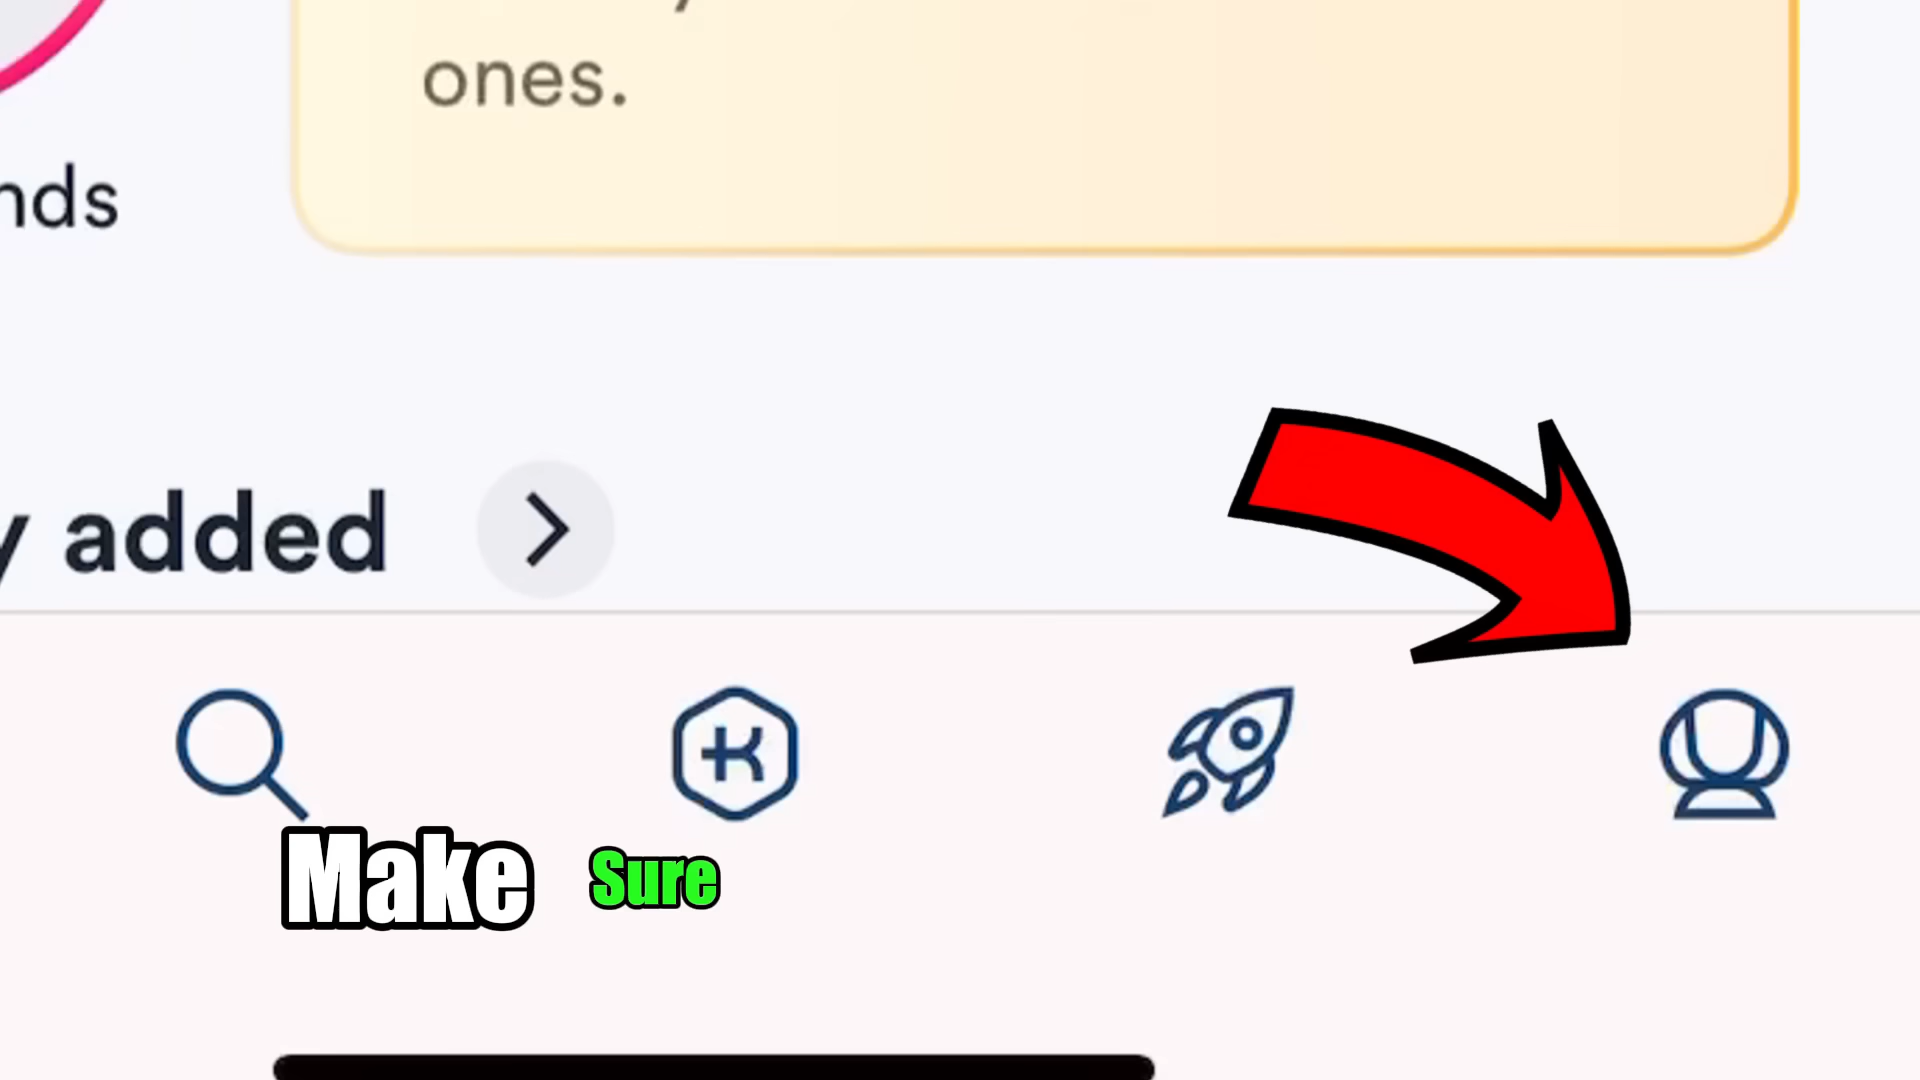 ones.
nds
y added
K
Make Sure